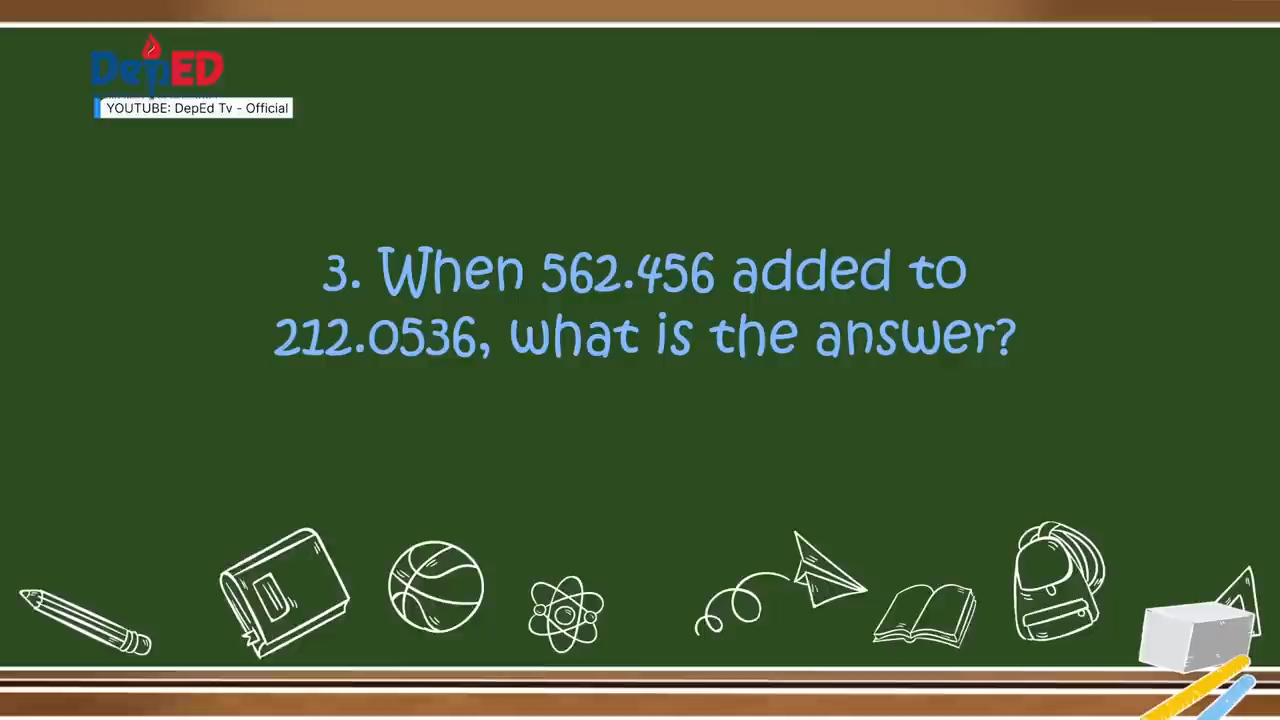 DepED
YOUTUBE: DepEd Tv - Official
3. When 562.456 added to
212.0536, what is the answer?